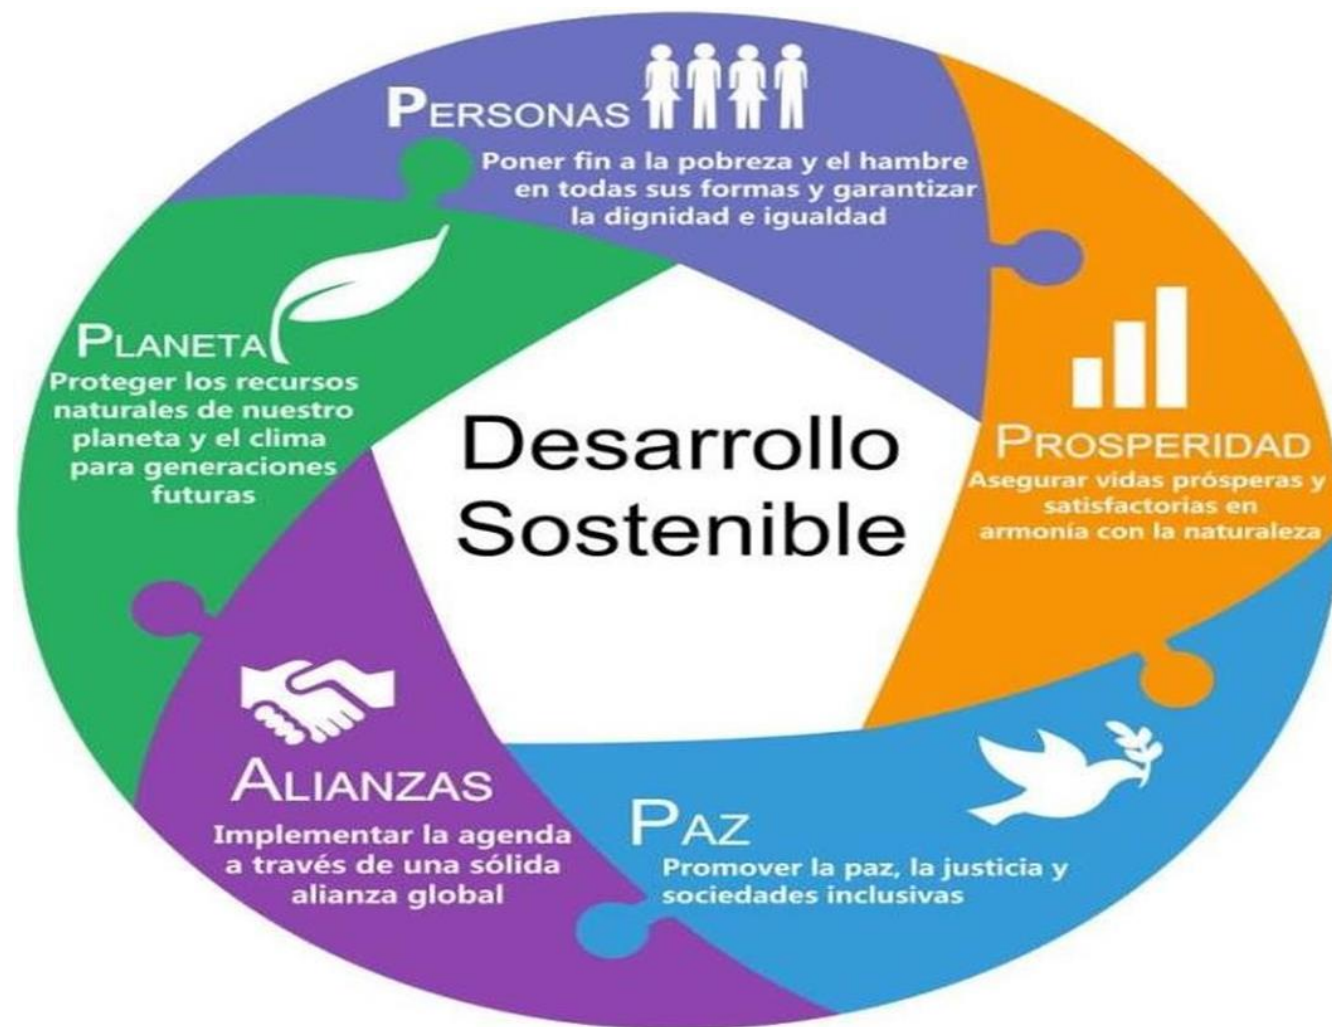 PERSONAS
Poner fin a la pobreza y el hambre
en todas sus formas y garantizar
la dignidad e igualdad
PROSPERIDAD
Asegurar vidas prósperas y
satisfactorias en
armonía con la naturaleza
PAZ
Promover la paz, la justicia y
sociedades inclusivas
ALIANZAS
Implementar la agenda
a través de una sólida
alianza global
PLANETA
Proteger los recursos
naturales de nuestro
planeta y el clima
para generaciones
futuras
Desarrollo
Sostenible